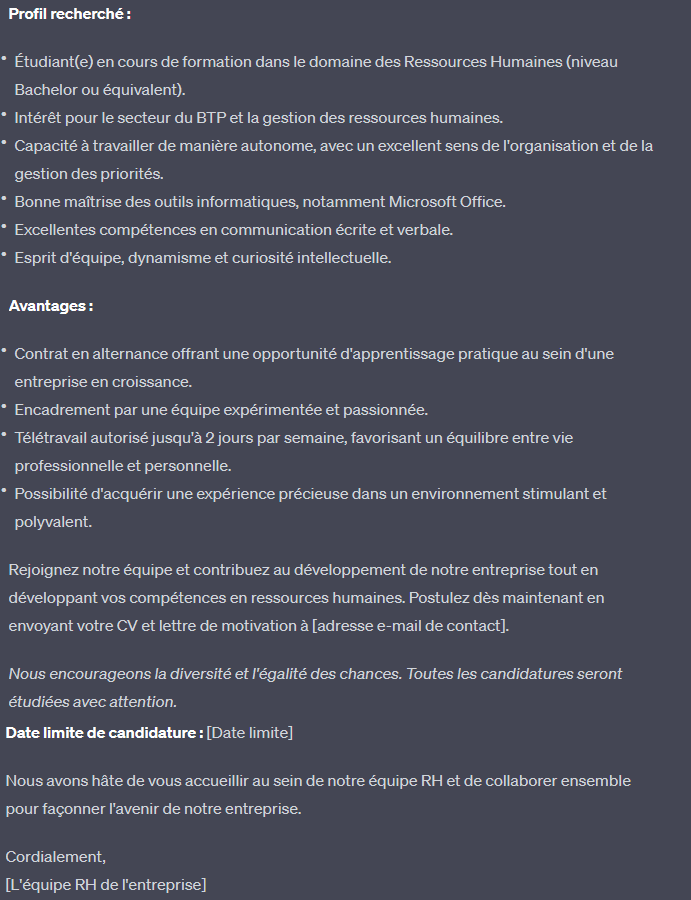 Profil recherché :
• Étudiant(e) en cours de formation dans le domaine des Ressources Humaines (niveau
Bachelor ou équivalent).
• Intérêt pour le secteur du BTP et la gestion des ressources humaines.
• Capacité à travailler de manière autonome, avec un excellent sens de l'organisation et de la
gestion des priorités.
• Bonne maîtrise des outils informatiques, notamment Microsoft Office.
• Excellentes compétences en communication écrite et verbale.
• Esprit d'équipe, dynamisme et curiosité intellectuelle.
Avantages :
• Contrat en alternance offrant une opportunité d'apprentissage pratique au sein d'une
entreprise en croissance.
• Encadrement par une équipe expérimentée et passionnée.
• Télétravail autorisé jusqu'à 2 jours par semaine, favorisant un équilibre entre vie
professionnelle et personnelle.
• Possibilité d'acquérir une expérience précieuse dans un environnement stimulant et
polyvalent.
Rejoignez notre équipe et contribuez au développement de notre entreprise tout en
développant vos compétences en ressources humaines. Postulez dès maintenant en
envoyant votre CV et lettre de motivation à [adresse e-mail de contact].
Nous encourageons la diversité et l'égalité des chances. Toutes les candidatures seront
étudiées avec attention.
Date limite de candidature : [Date limite]
Nous avons hâte de vous accueillir au sein de notre équipe RH et de collaborer ensemble
pour façonner l'avenir de notre entreprise.
Cordialement,
[L'équipe RH de l'entreprise]